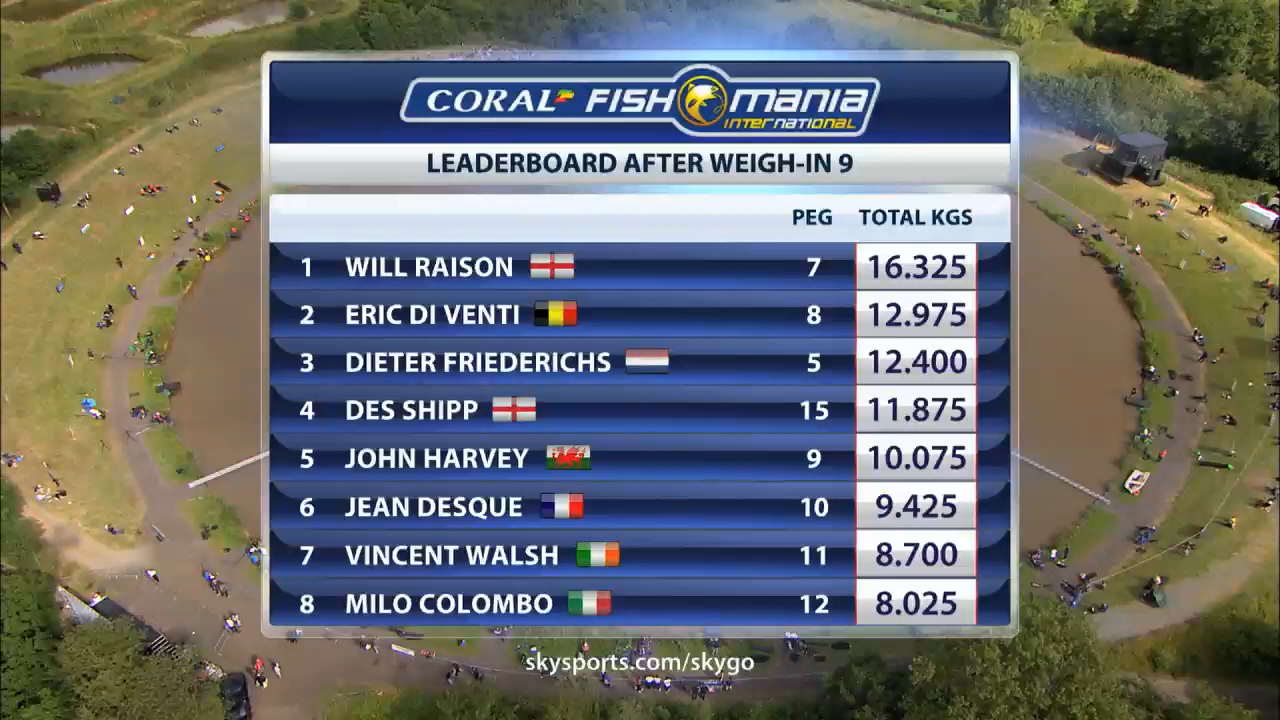 CORAL FISH MANIA
INTERNATIONAL
LEADERBOARD AFTER WEIGH-IN 9
PEG TOTAL KGS
1 WILL RAISON 7 16.325
2 ERIC DI VENTI 8 12.975
3 DIETER FRIEDERICHS 5 12.400
4 DES SHIPP 15 11.875
5 JOHN HARVEY 9 10.075
6 JEAN DESQUE 10 9.425
7 VINCENT WALSH 11 8.700
8 MILO COLOMBO 12 8.025
skysports.com/skygo